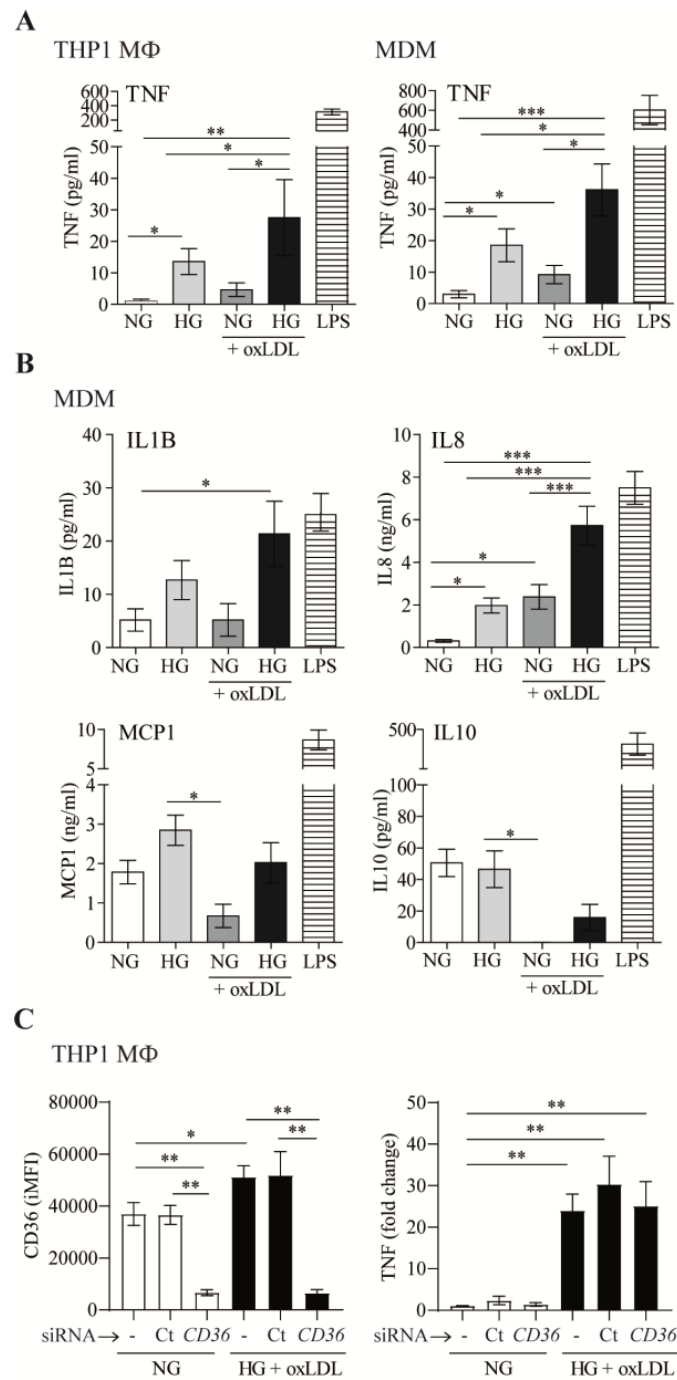 A
THP1 MΦ
MDM
TNF
600
400
200
50
40
30
20
10
0
TNF (pg/ml)
**
*
*
*
NG HG NG HG LPS
+ oxLDL
TNF
800
600
400
50
40
30
20
10
0
TNF (pg/ml)
***
*
*
*
*
NG HG NG HG LPS
+ oxLDL
B
MDM
IL1B
40
30
20
10
0
IL1B (pg/ml)
*
NG HG NG HG LPS
+ oxLDL
IL8
10
8
6
4
2
0
IL8 (ng/ml)
***
***
***
*
*
NG HG NG HG LPS
+ oxLDL
MCP1
10
5
4
3
2
1
0
MCP1 (ng/ml)
*
NG HG NG HG LPS
+ oxLDL
IL10
500
100
80
60
40
20
0
IL10 (pg/ml)
*
NG HG NG HG LPS
+ oxLDL
C
THP1 MΦ
80000
60000
40000
20000
0
CD36 (iMFI)
**
*
**
**
**
siRNA→ - Ct CD36 - Ct CD36
NG HG + oxLDL
50
40
30
20
10
0
TNF (fold change)
**
**
**
siRNA→ - Ct CD36 - Ct CD36
NG HG + oxLDL